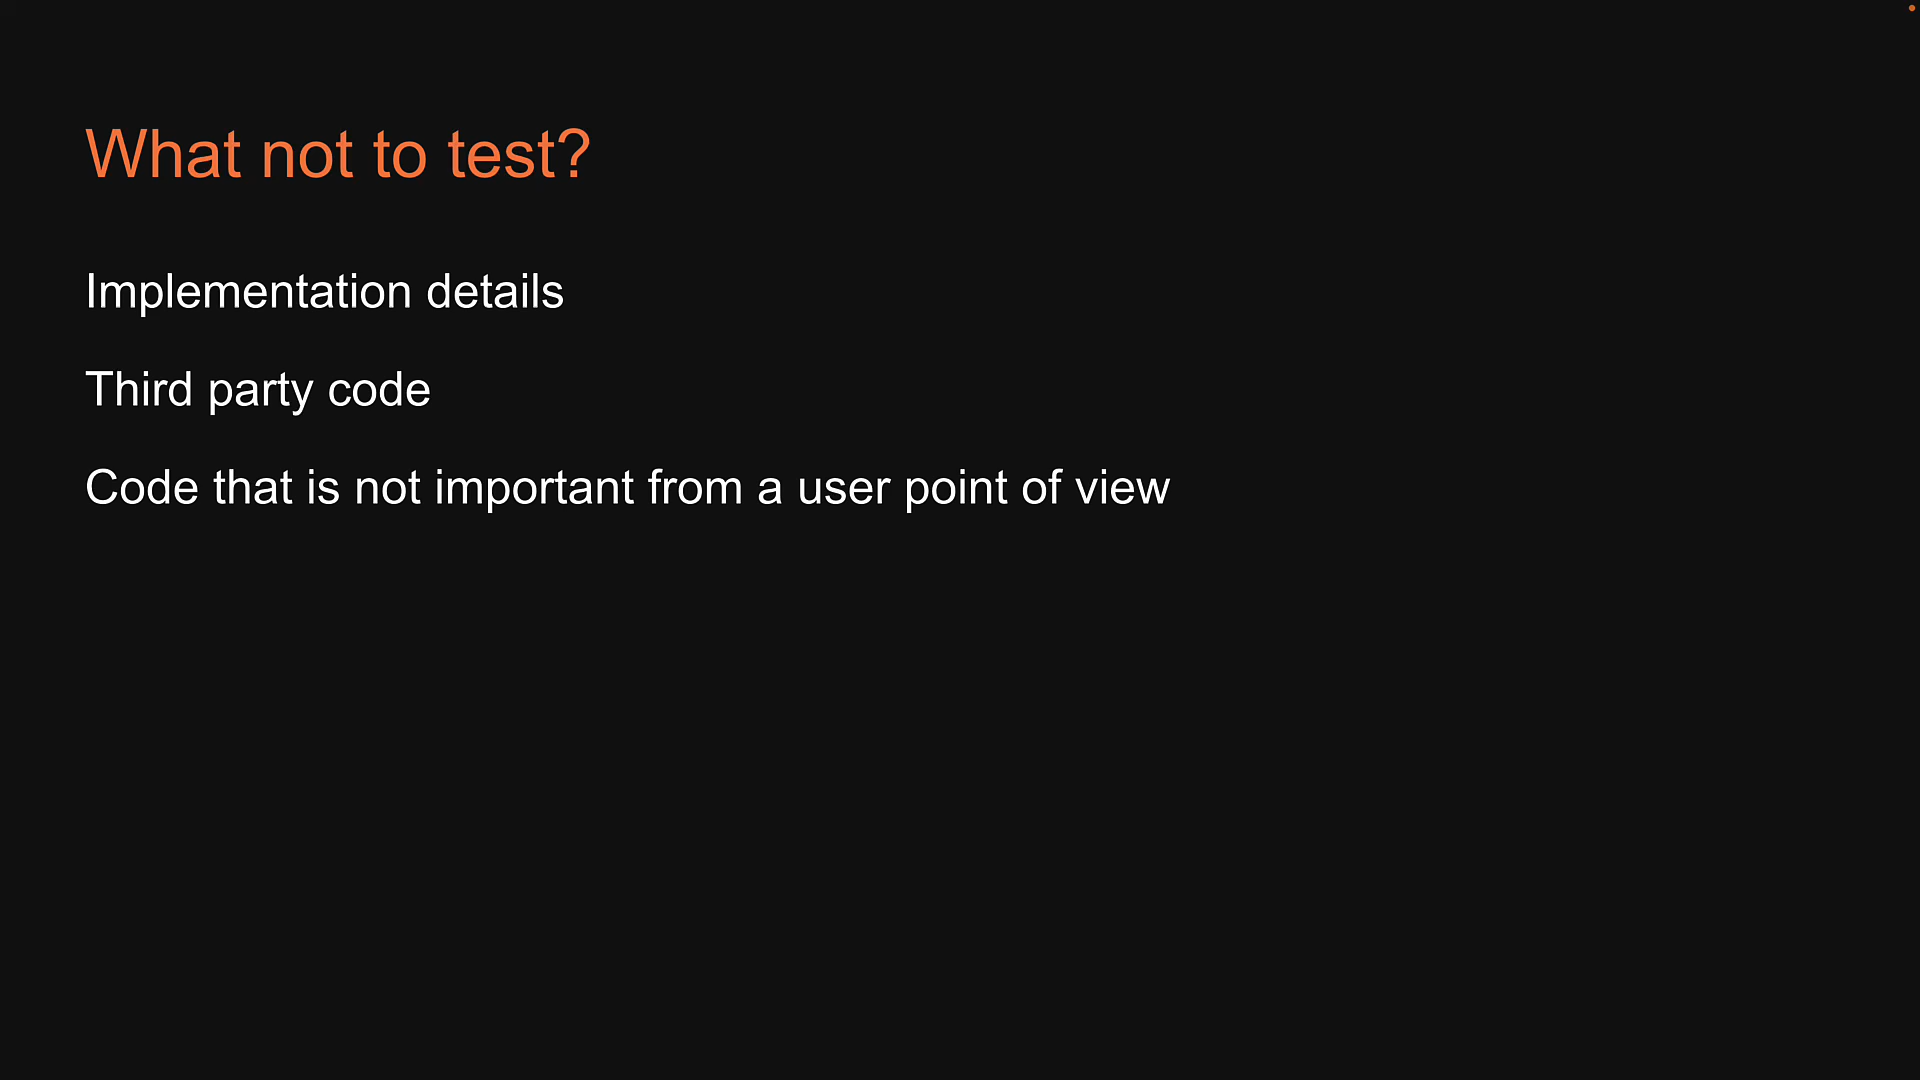 What not to test?
Implementation details
Third party code
Code that is not important from a user point of view